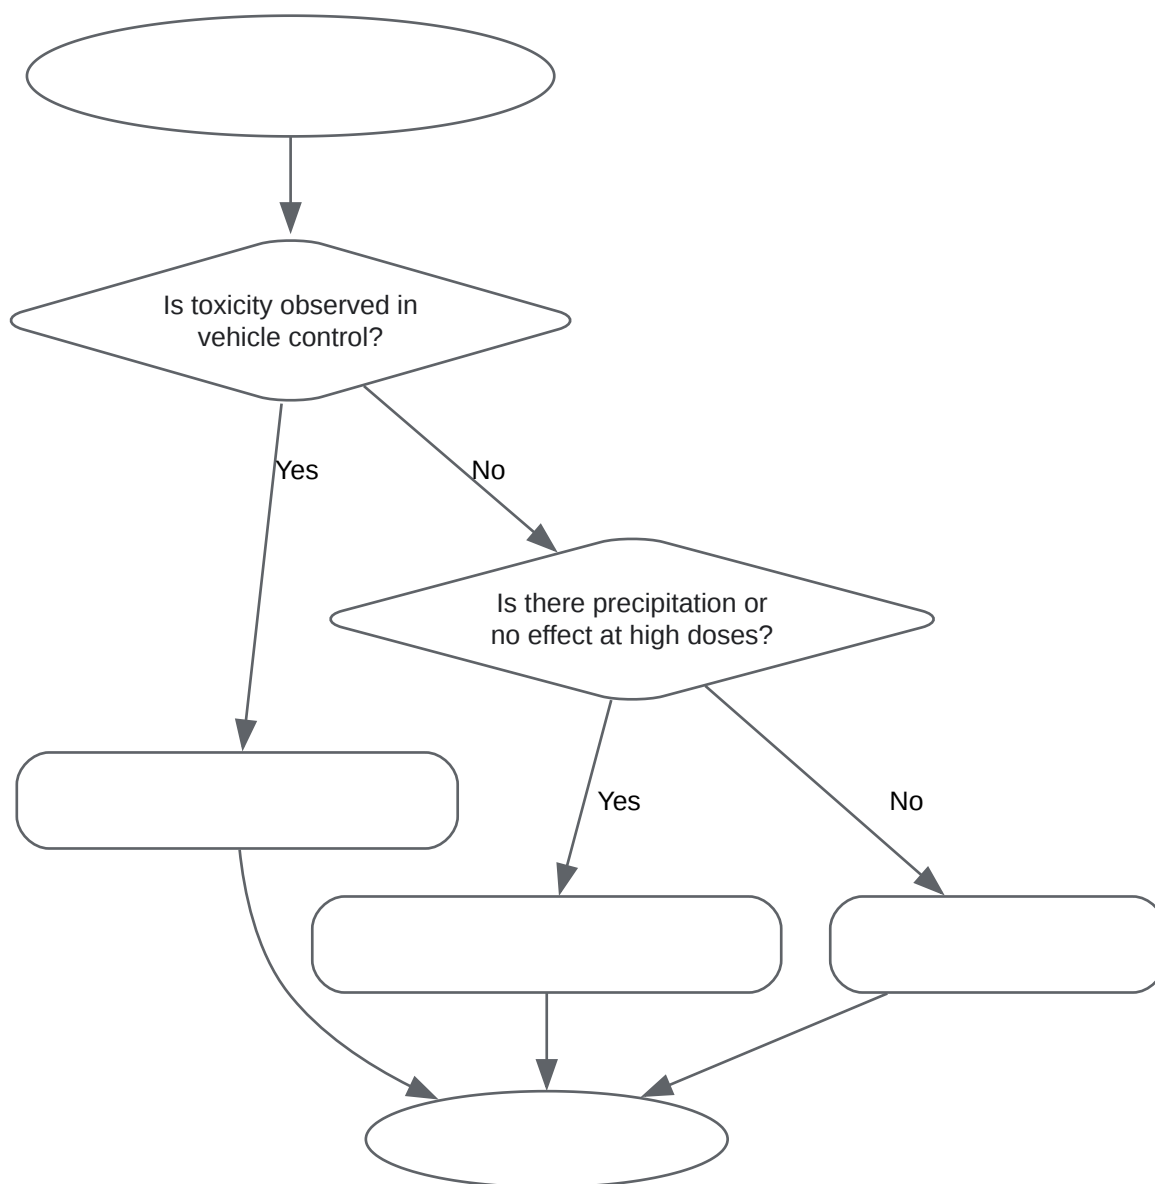 Is toxicity observed in
vehicle control?
Yes
No
Is there precipitation or
no effect at high doses?
Yes
No